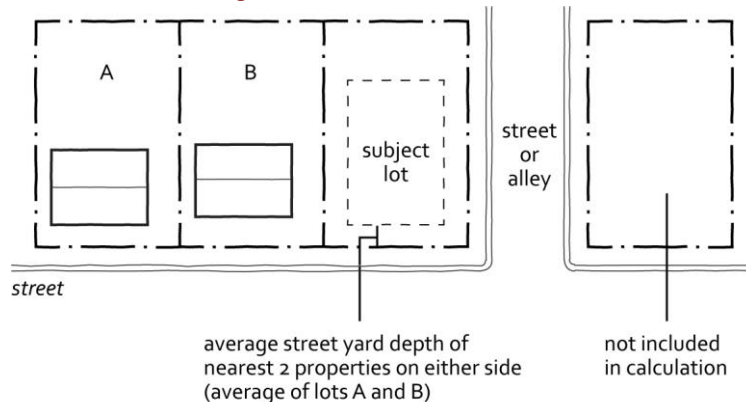 A
B
subject
lot
street
or
alley
street
average street yard depth of
nearest 2 properties on either side
(average of lots A and B)
not included
in calculation